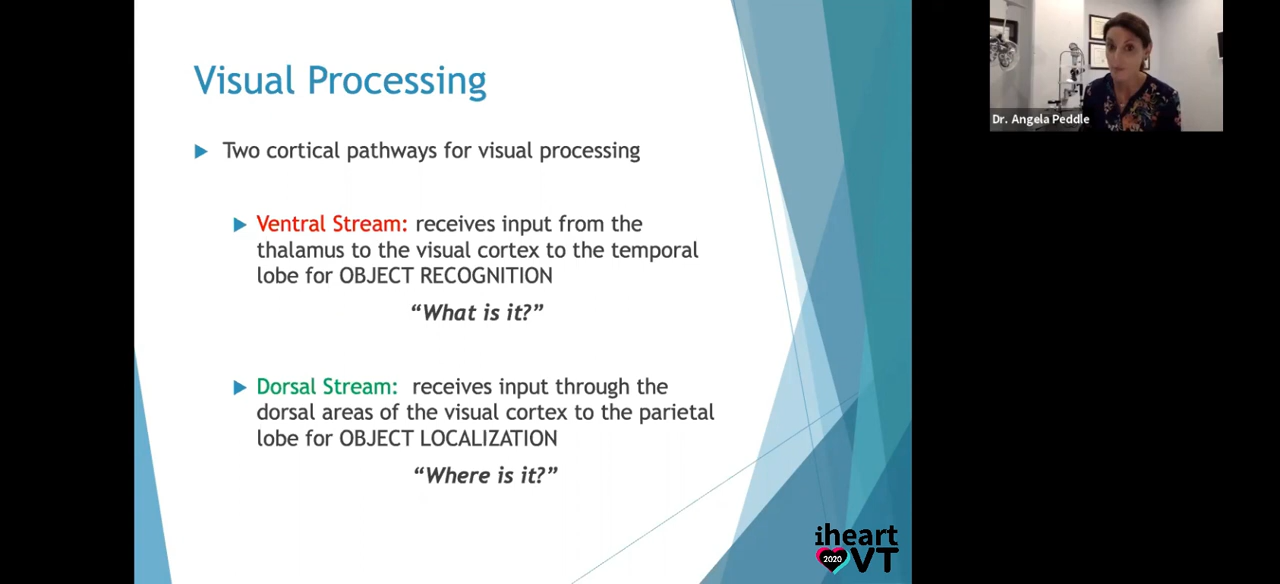 Visual Processing
Two cortical pathways for visual processing
Ventral Stream: receives input from the
thalamus to the visual cortex to the temporal
lobe for OBJECT RECOGNITION
“What is it?”
Dorsal Stream: receives input through the
dorsal areas of the visual cortex to the parietal
lobe for OBJECT LOCALIZATION
“Where is it?”
iheart
2020 VT
Dr. Angela Peddle